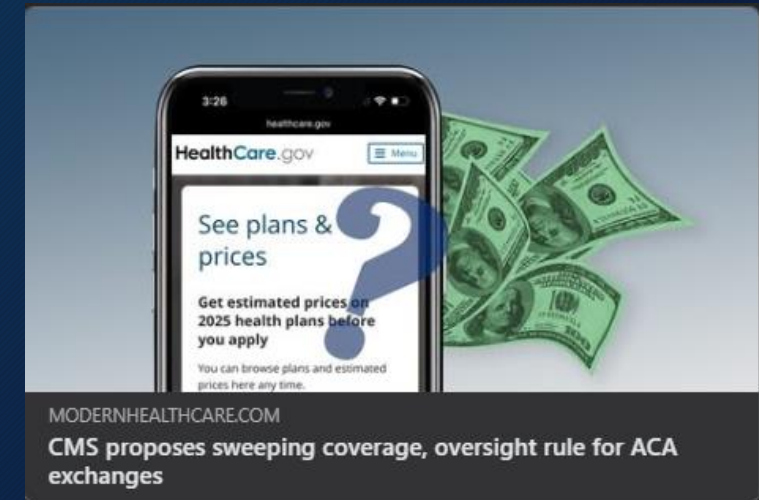 3:26
healthcare.gov
HealthCare.gov
Menu
See plans &
prices
Get estimated prices on
2025 health plans before
you apply
You can browse plans and estimated
prices here any time.
?
100
MODERNHEALTHCARE.COM
CMS proposes sweeping coverage, oversight rule for ACA
exchanges